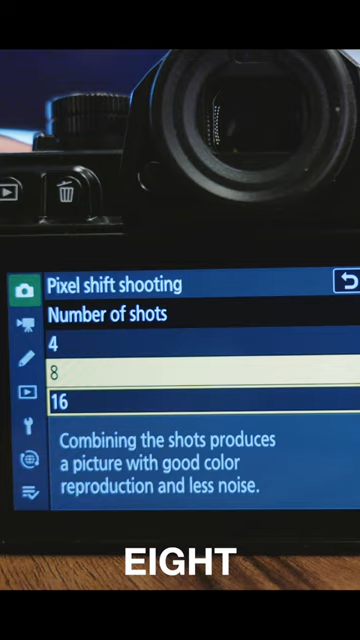 Pixel shift shooting
Number of shots
4
8
16
Combining the shots produces
a picture with good color
reproduction and less noise.
EIGHT